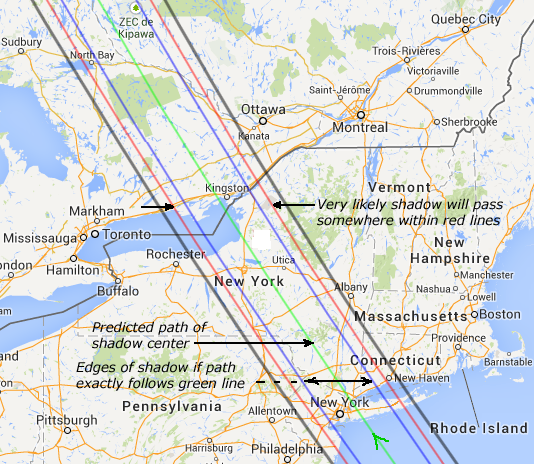 Quebec City
ZEC de
Kipawa
Sudbury
North Bay
Trois-Rivières
Victoriaville
Saint-Jérôme
Drummondville
Ottawa
Montreal
Sherbrooke
Kanata
Kingston
Vermont
Very likely shadow will pass
somewhere within red lines
Markham
Mississauga
Toronto
New
Hampshire
Hamilton
Rochester
Utica
London
Buffalo
New York
Albany
Manchester
Nashua
Lowell
Massachusetts
Boston
Predicted path of
shadow center
Providence
Connecticut
Barnstable
Edges of shadow if path
exactly follows green line
New Haven
Pennsylvania
Allentown
New York
Rhode Island
Pittsburgh
Harrisburg
Philadelphia